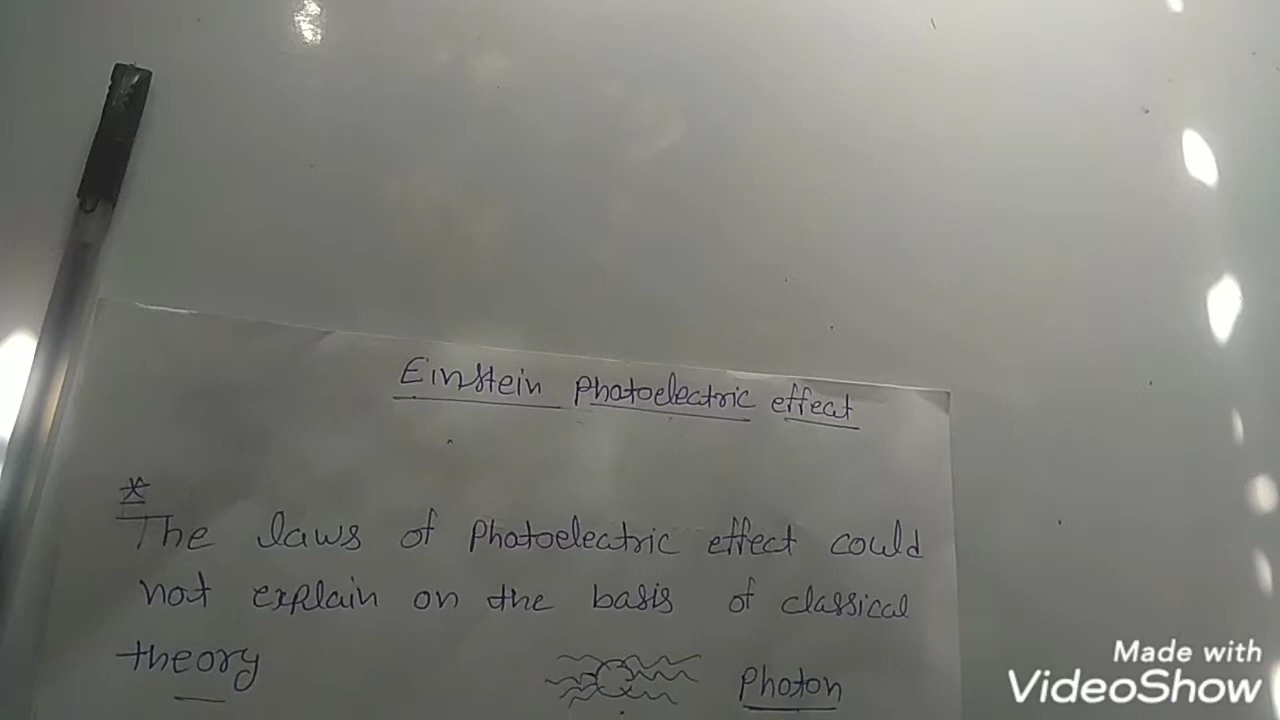 Einstein Photoelectric effect
*
The laws of Photoelectric effect could
not explain on the basis of classical
theory
Photon
Made with
VideoShow